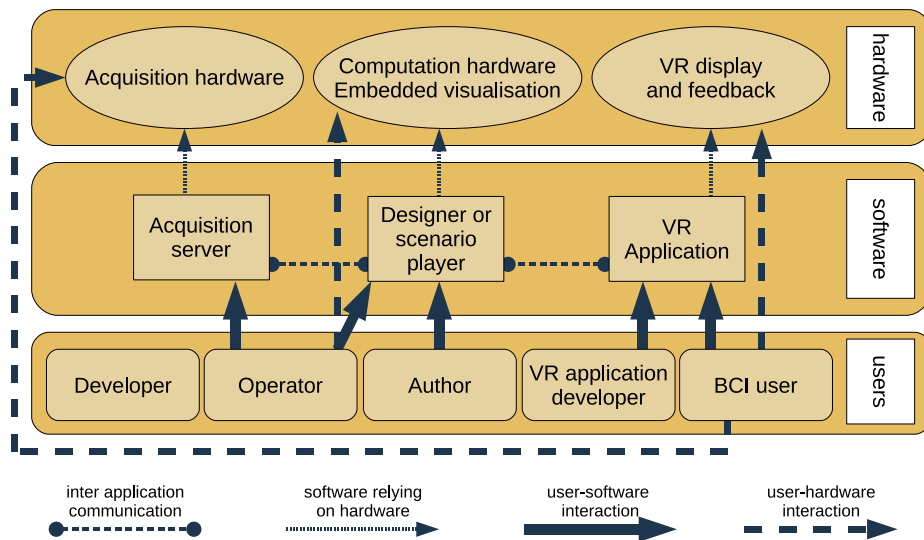 Acquisition hardware
Computation hardware
Embedded visualisation
VR display
and feedback
hardware
Acquisition
server
Designer or
scenario
player
VR
Application
software
Developer
Operator
Author
VR application
developer
BCI user
users
inter application
communication
software relying
on hardware
user-software
interaction
user-hardware
interaction